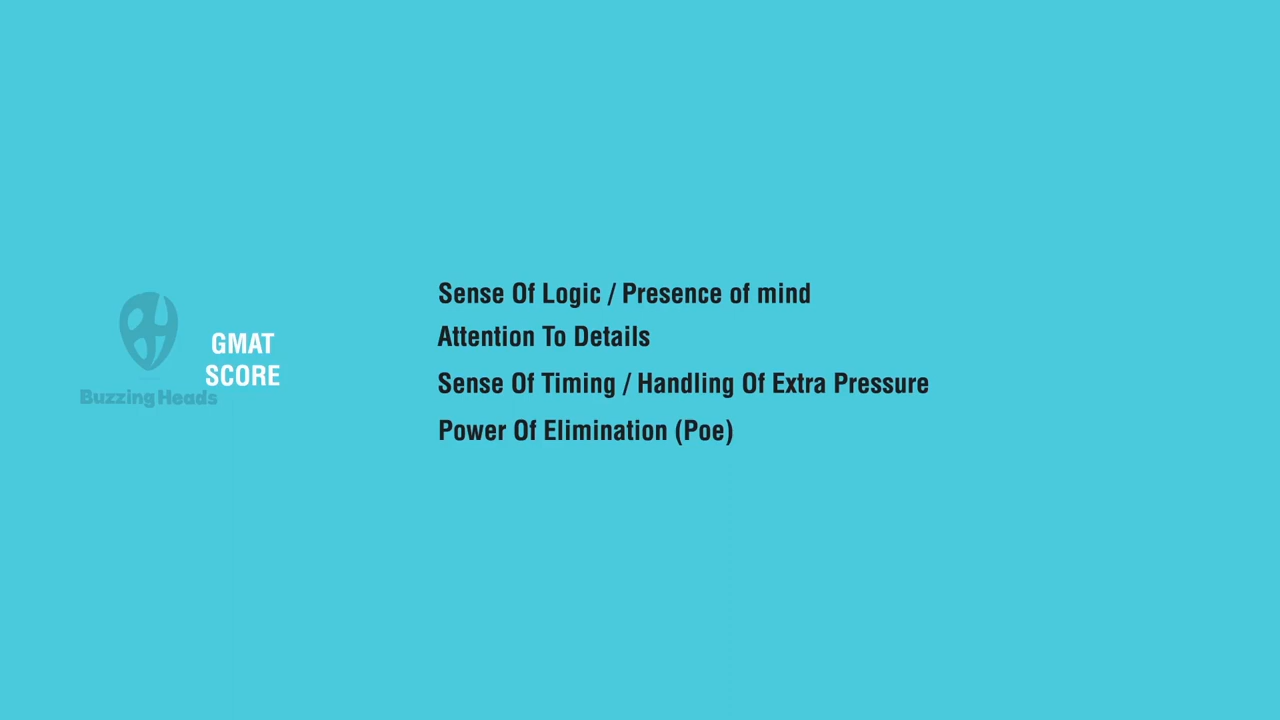 GMAT
SCORE
Buzzing Heads
Sense Of Logic / Presence of mind
Attention To Details
Sense Of Timing / Handling Of Extra Pressure
Power Of Elimination (Poe)